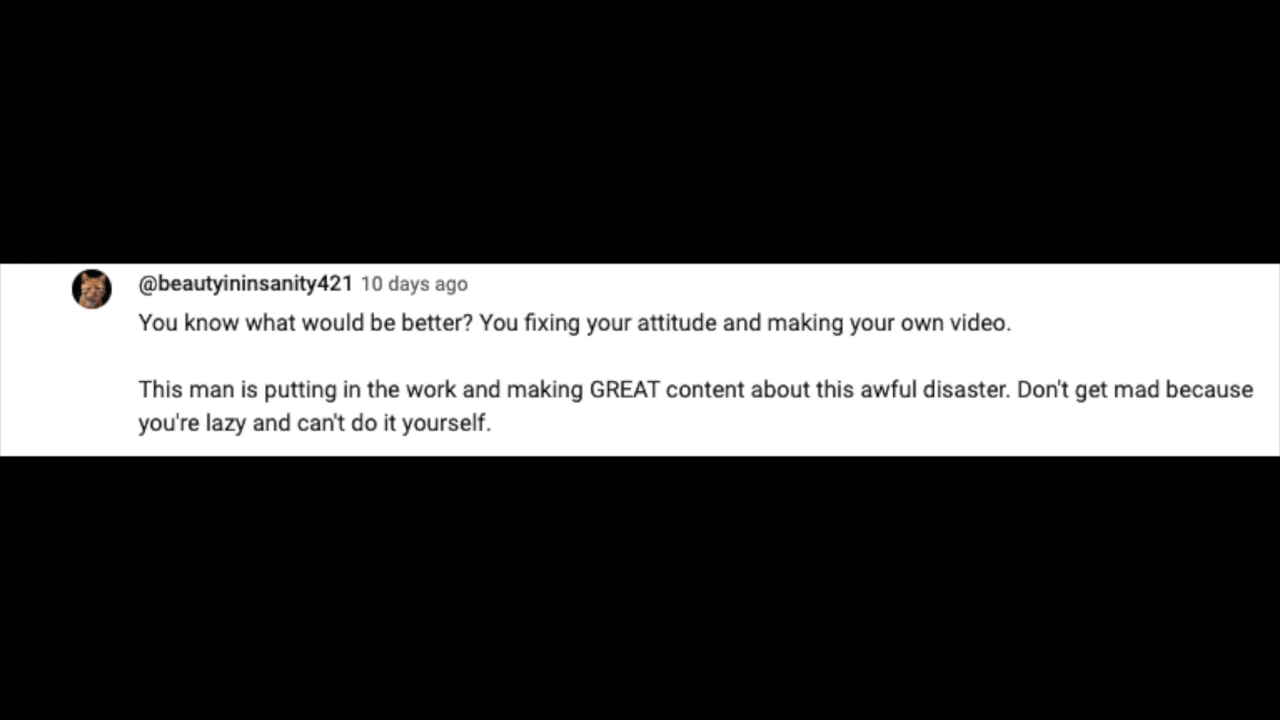 @beautyininsanity421 10 days ago
You know what would be better? You fixing your attitude and making your own video.
This man is putting in the work and making GREAT content about this awful disaster. Don't get mad because
you're lazy and can't do it yourself.